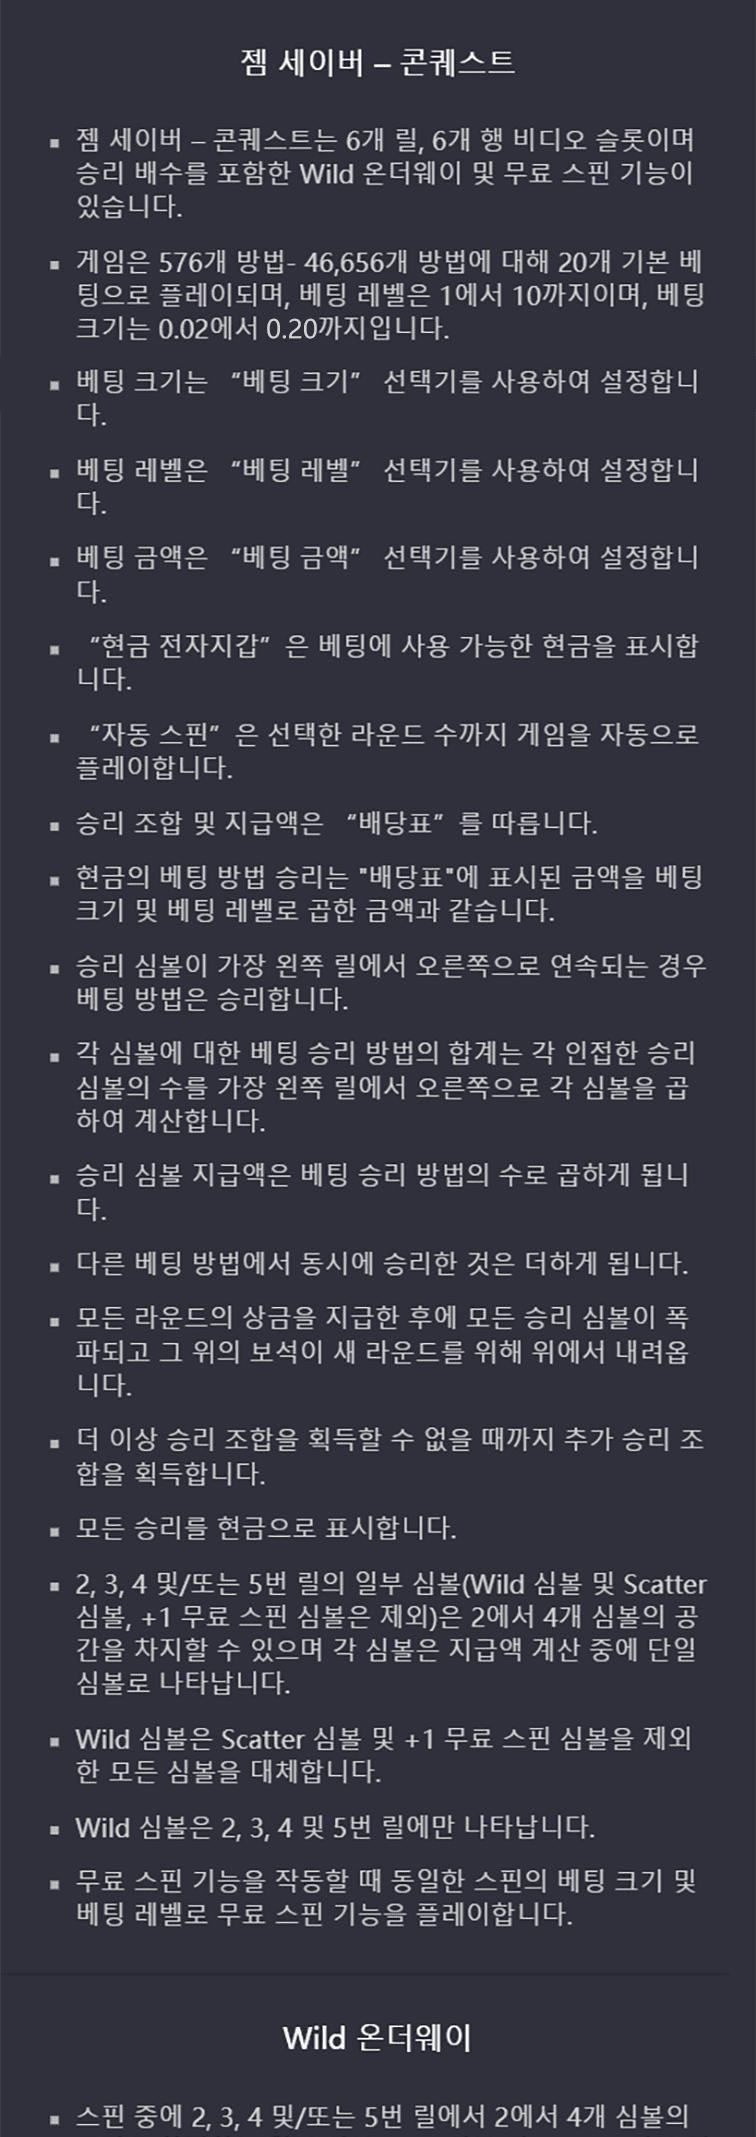 젬 세이버 – 콘퀘스트
▪ 젬 세이버 – 콘퀘스트는 6개 릴, 6개 행 비디오 슬롯이며
승리 배수를 포함한 Wild 온더웨이 및 무료 스핀 기능이
있습니다.
▪ 게임은 576개 방법- 46,656개 방법에 대해 20개 기본 베
팅으로 플레이되며, 베팅 레벨은 1에서 10까지이며, 베팅
크기는 0.02에서 0.20까지입니다.
▪ 베팅 크기는 “베팅 크기” 선택기를 사용하여 설정합니
다.
▪ 베팅 레벨은 “베팅 레벨” 선택기를 사용하여 설정합니
다.
▪ 베팅 금액은 “베팅 금액” 선택기를 사용하여 설정합니
다.
▪ “현금 전자지갑”은 베팅에 사용 가능한 현금을 표시합
니다.
▪ “자동 스핀”은 선택한 라운드 수까지 게임을 자동으로
플레이합니다.
▪ 승리 조합 및 지급액은 “배당표”를 따릅니다.
▪ 현금의 베팅 방법 승리는 "배당표"에 표시된 금액을 베팅
크기 및 베팅 레벨로 곱한 금액과 같습니다.
▪ 승리 심볼이 가장 왼쪽 릴에서 오른쪽으로 연속되는 경우
베팅 방법은 승리합니다.
▪ 각 심볼에 대한 베팅 승리 방법의 합계는 각 인접한 승리
심볼의 수를 가장 왼쪽 릴에서 오른쪽으로 각 심볼을 곱
하여 계산합니다.
▪ 승리 심볼 지급액은 베팅 승리 방법의 수로 곱하게 됩니
다.
▪ 다른 베팅 방법에서 동시에 승리한 것은 더하게 됩니다.
▪ 모든 라운드의 상금을 지급한 후에 모든 승리 심볼이 폭
파되고 그 위의 보석이 새 라운드를 위해 위에서 내려옵
니다.
▪ 더 이상 승리 조합을 획득할 수 없을 때까지 추가 승리 조
합을 획득합니다.
▪ 모든 승리를 현금으로 표시합니다.
▪ 2, 3, 4 및/또는 5번 릴의 일부 심볼(Wild 심볼 및 Scatter
심볼, +1 무료 스핀 심볼은 제외)은 2에서 4개 심볼의 공
간을 차지할 수 있으며 각 심볼은 지급액 계산 중에 단일
심볼로 나타납니다.
▪ Wild 심볼은 Scatter 심볼 및 +1 무료 스핀 심볼을 제외
한 모든 심볼을 대체합니다.
▪ Wild 심볼은 2, 3, 4 및 5번 릴에만 나타납니다.
▪ 무료 스핀 기능을 작동할 때 동일한 스핀의 베팅 크기 및
베팅 레벨로 무료 스핀 기능을 플레이합니다.
Wild 온더웨이
▪ 스핀 중에 2, 3, 4 및/또는 5번 릴에서 2에서 4개 심볼의